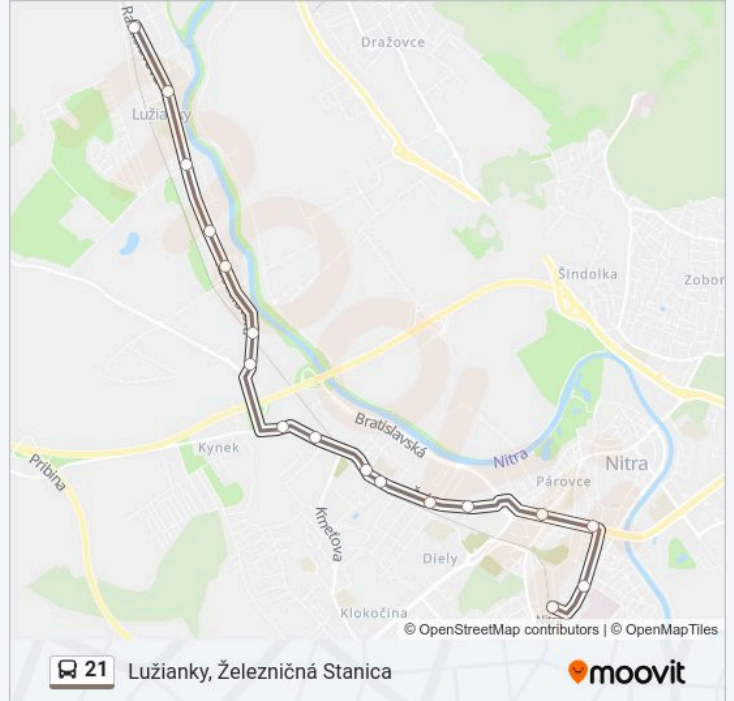 Dražovce
Lužianky
Šindolka
Zobor
Bratislavská
Nitra
Kynek
Nitra
Pribina
Párovce
Kmeťova
Diely
Klokočina
© OpenStreetMap contributors | © OpenMapTiles
21
Lužianky, Železničná Stanica
moovit